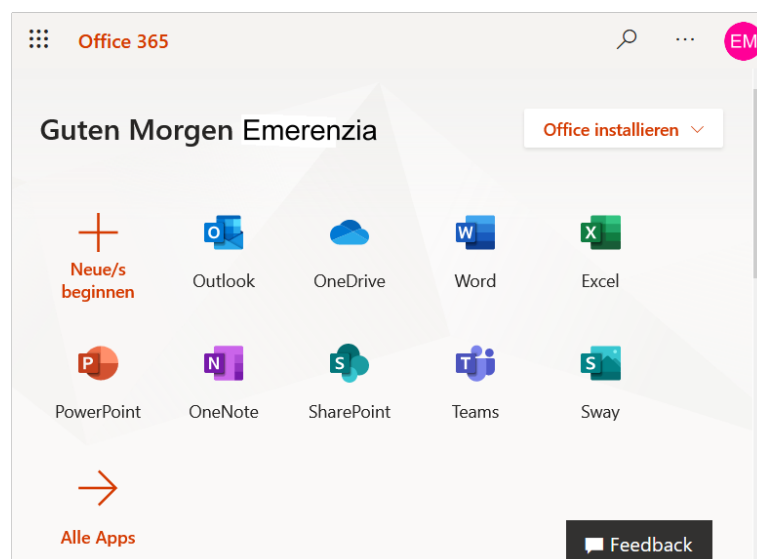 Office 365
...
EM
Guten Morgen Emerenzia
Office installieren
Neue/s
beginnen
O
Outlook
OneDrive
W
Word
X
Excel
P
PowerPoint
N
OneNote
S
SharePoint
T
Teams
S
Sway
Alle Apps
Feedback